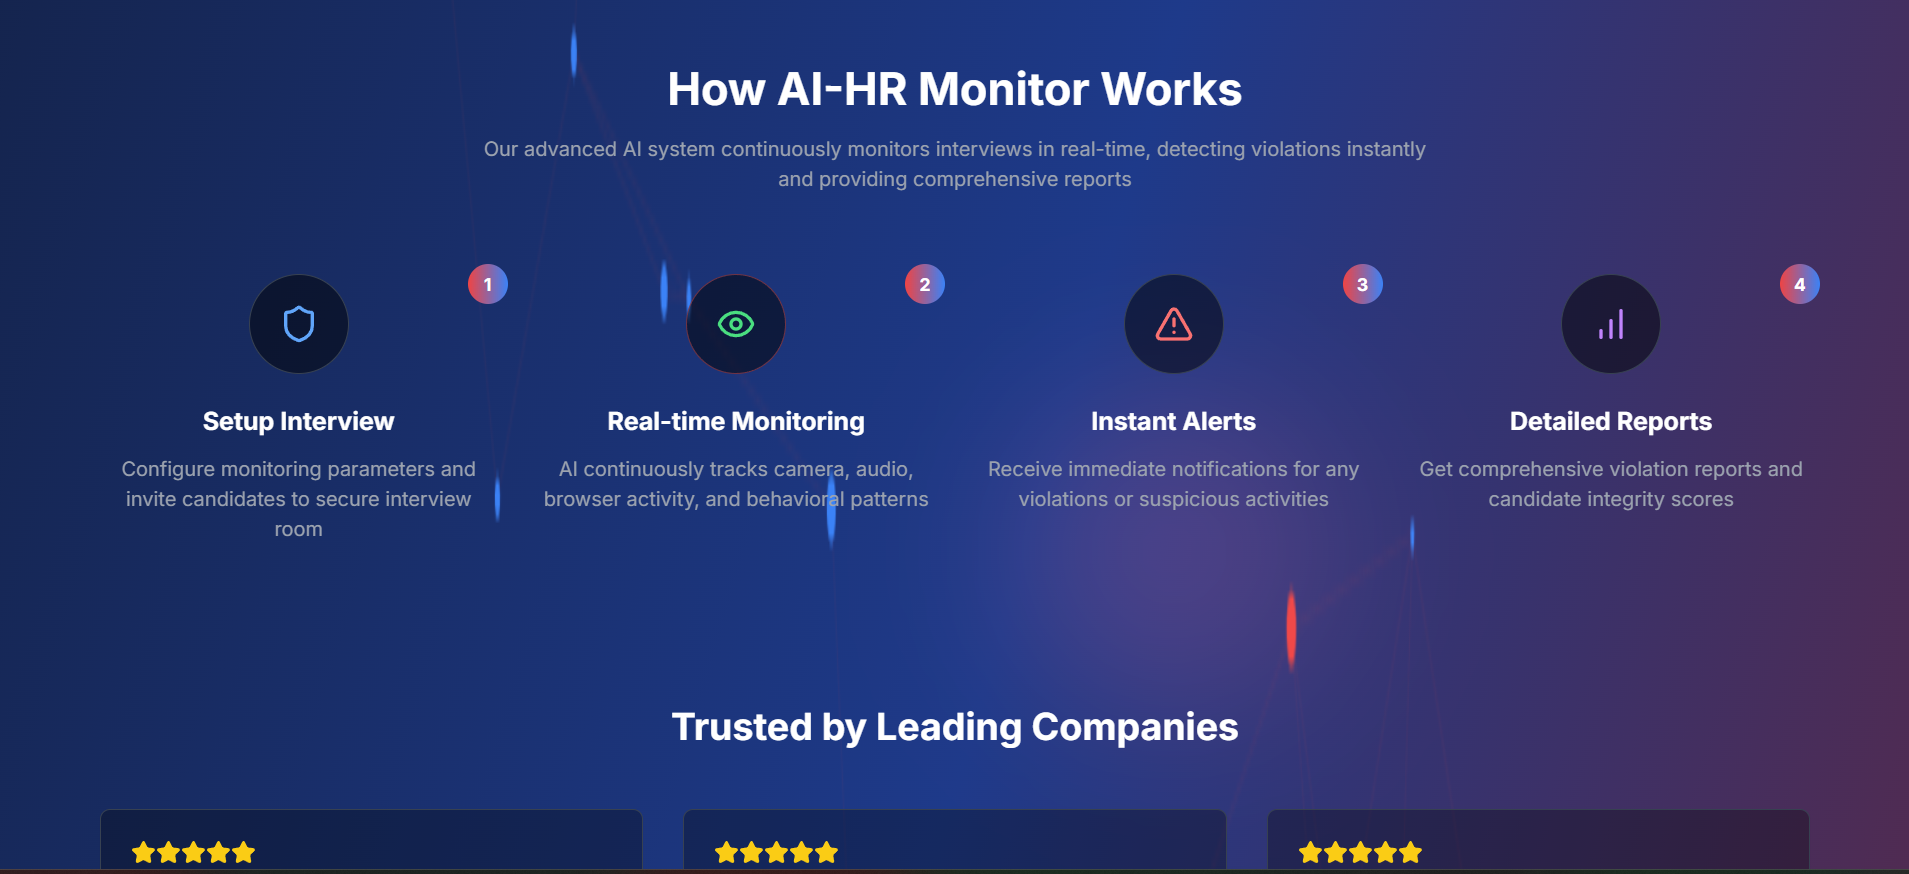 How AI-HR Monitor Works
Our advanced AI system continuously monitors interviews in real-time, detecting violations instantly
and providing comprehensive reports
1
Setup Interview
Configure monitoring parameters and
invite candidates to secure interview
room
2
Real-time Monitoring
AI continuously tracks camera, audio,
browser activity, and behavioral patterns
3
Instant Alerts
Receive immediate notifications for any
violations or suspicious activities
4
Detailed Reports
Get comprehensive violation reports and
candidate integrity scores
Trusted by Leading Companies